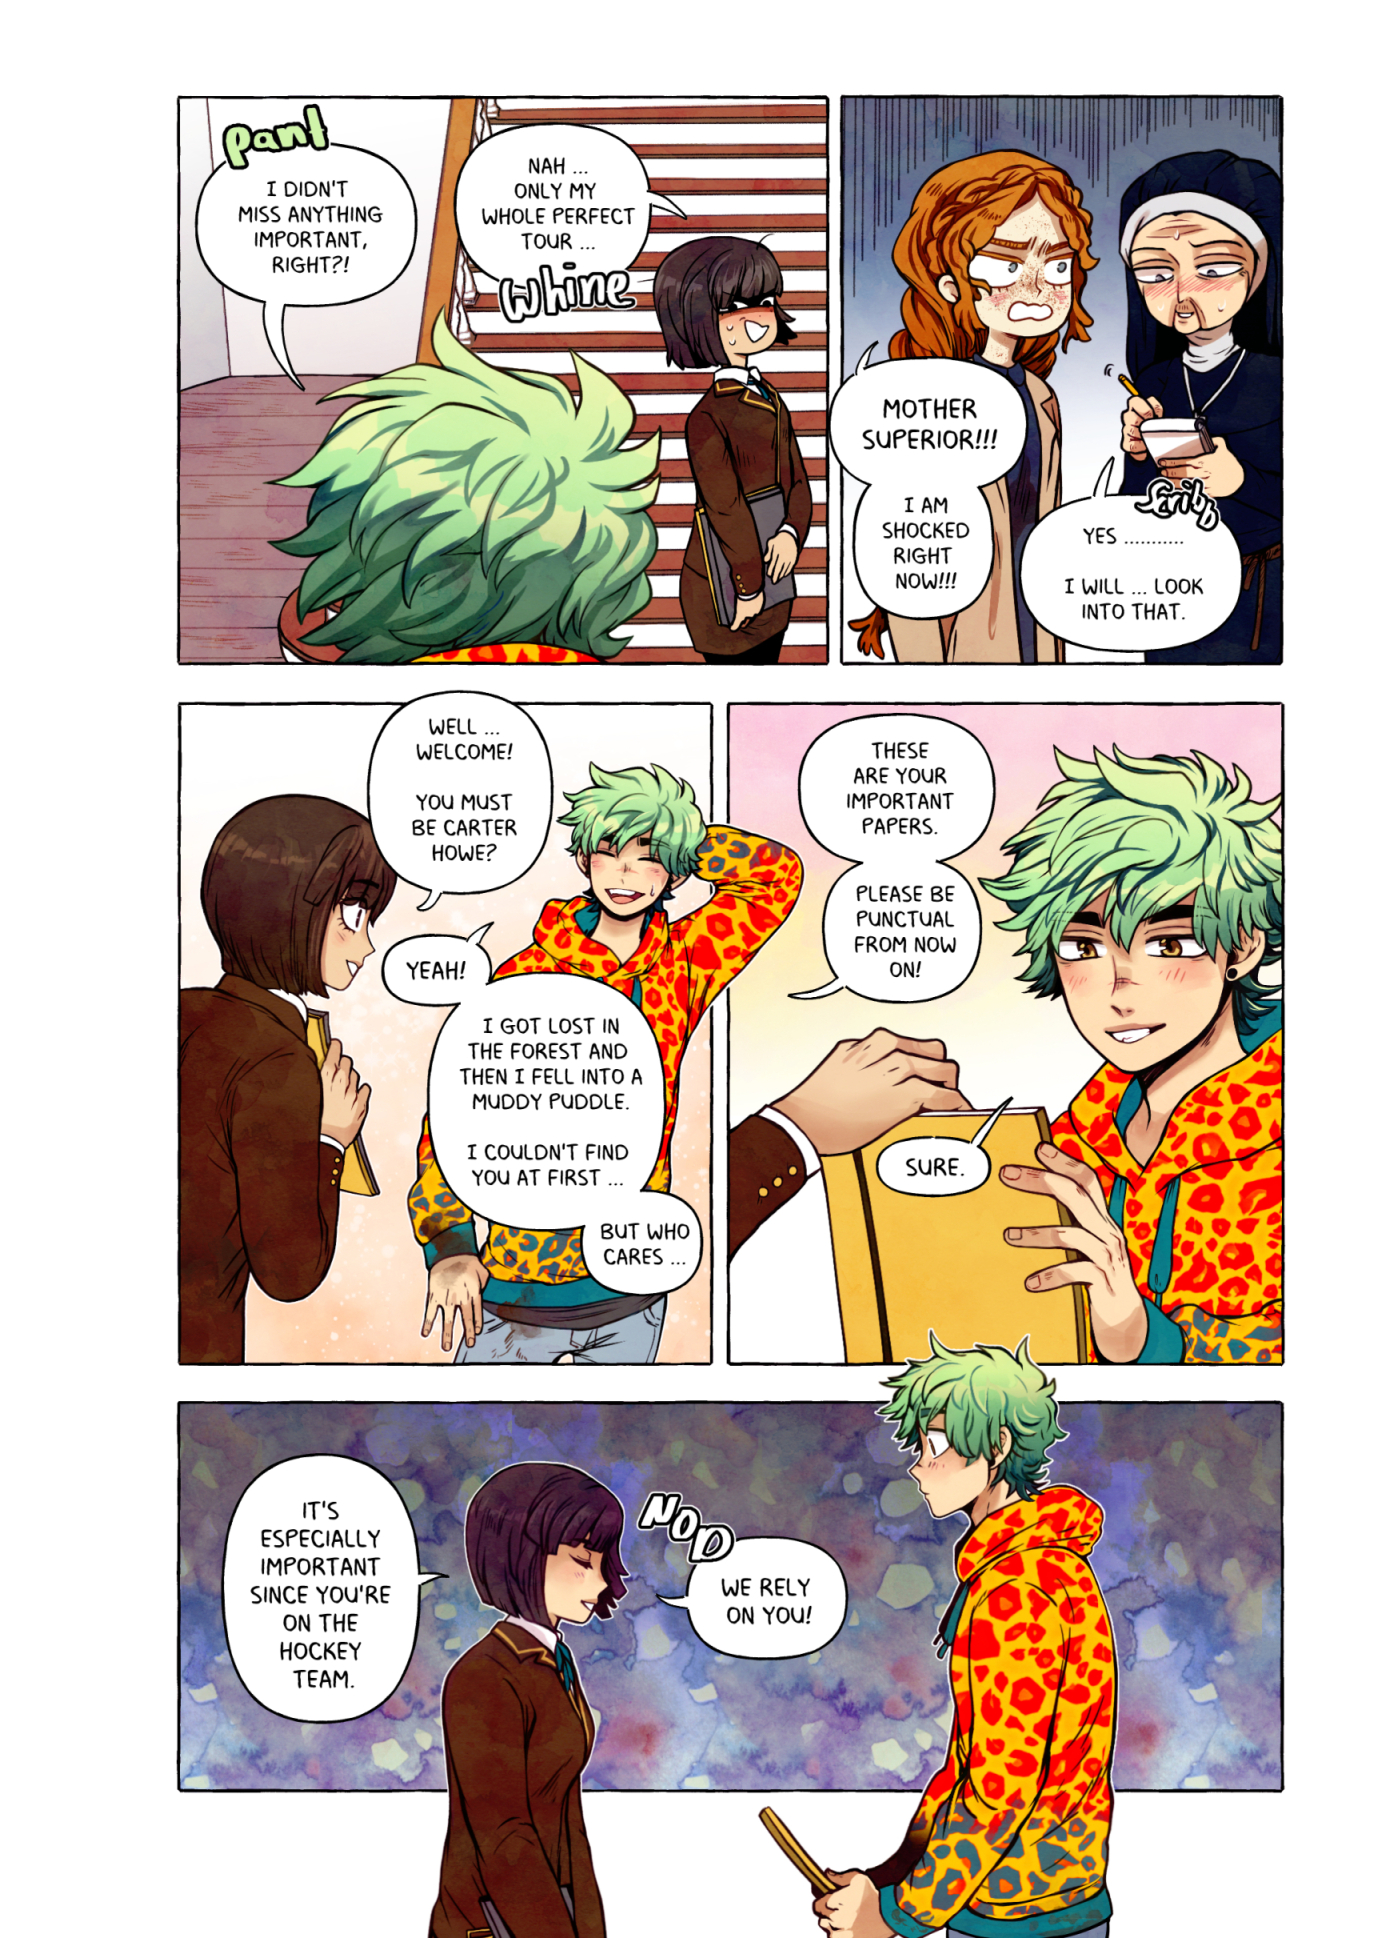 pant
I DIDN'T
MISS ANYTHING
IMPORTANT,
RIGHT?!
NAH ...
ONLY MY
WHOLE PERFECT
TOUR ...
Whine
MOTHER
SUPERIOR!!!
I AM
SHOCKED
RIGHT
NOW!!!
Scribb
YES ...........
I WILL ... LOOK
INTO THAT.
WELL ...
WELCOME!
YOU MUST
BE CARTER
HOWE?
YEAH!
I GOT LOST IN
THE FOREST AND
THEN I FELL INTO A
MUDDY PUDDLE.
I COULDN'T FIND
YOU AT FIRST ...
BUT WHO
CARES ...
THESE
ARE YOUR
IMPORTANT
PAPERS.
PLEASE BE
PUNCTUAL
FROM NOW
ON!
SURE.
IT'S
ESPECIALLY
IMPORTANT
SINCE YOU'RE
ON THE
HOCKEY
TEAM.
NOD
WE RELY
ON YOU!